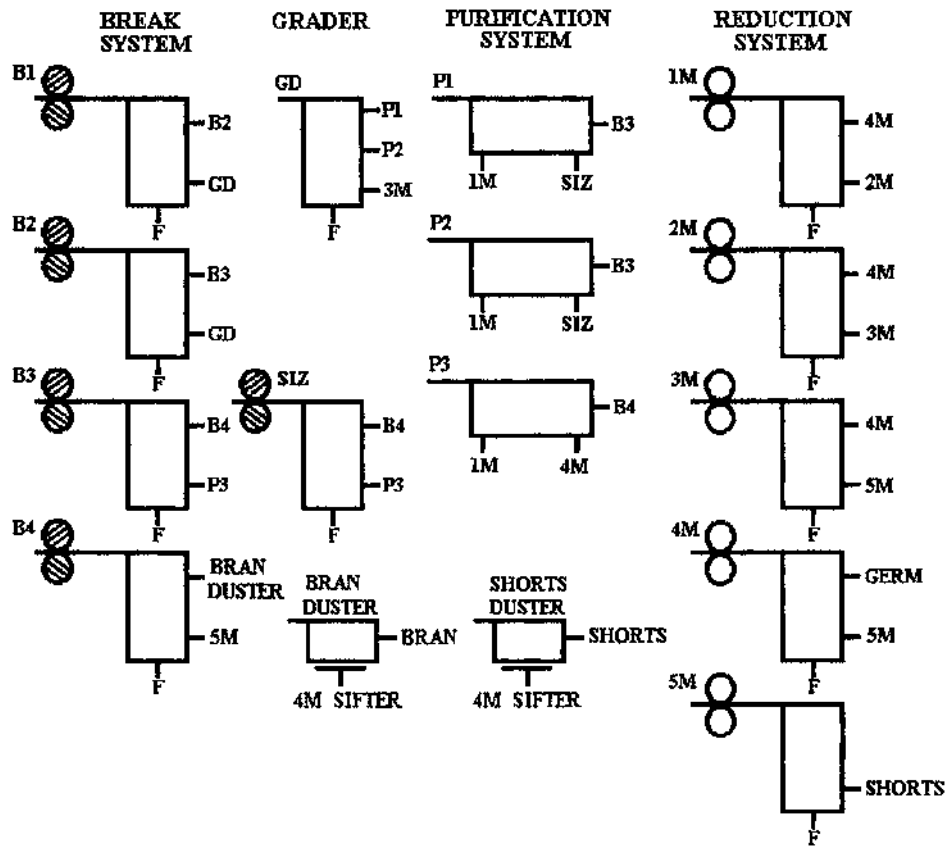 BREAK
SYSTEM
GRADER
PURIFICATION
SYSTEM
REDUCTION
SYSTEM
B1
B2
GD
F
B2
B3
GD
F
B3
B4
P3
F
B4
BRAN
DUSTER
5M
F
GD
P1
P2
3M
F
SIZ
B4
P3
F
BRAN
DUSTER
BRAN
4M SIFTER
P1
B3
1M
SIZ
P2
B3
1M
SIZ
P3
B4
1M
4M
SHORTS
DUSTER
SHORTS
4M SIFTER
1M
4M
2M
F
2M
4M
3M
F
3M
4M
5M
F
4M
GERM
5M
F
5M
SHORTS
F